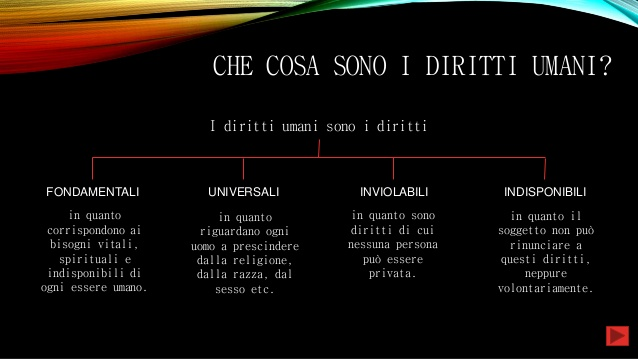 CHE COSA SONO I DIRITTI UMANI?
I diritti umani sono i diritti
FONDAMENTALI
in quanto
corrispondono ai
bisogni vitali,
spirituali e
indisponibili di
ogni essere umano.
UNIVERSALI
in quanto
riguardano ogni
uomo a prescindere
dalla religione,
dalla razza, dal
sesso etc.
INVIOLABILI
in quanto sono
diritti di cui
nessuna persona
può essere
privata.
INDISPONIBILI
in quanto il
soggetto non può
rinunciare a
questi diritti,
neppure
volontariamente.